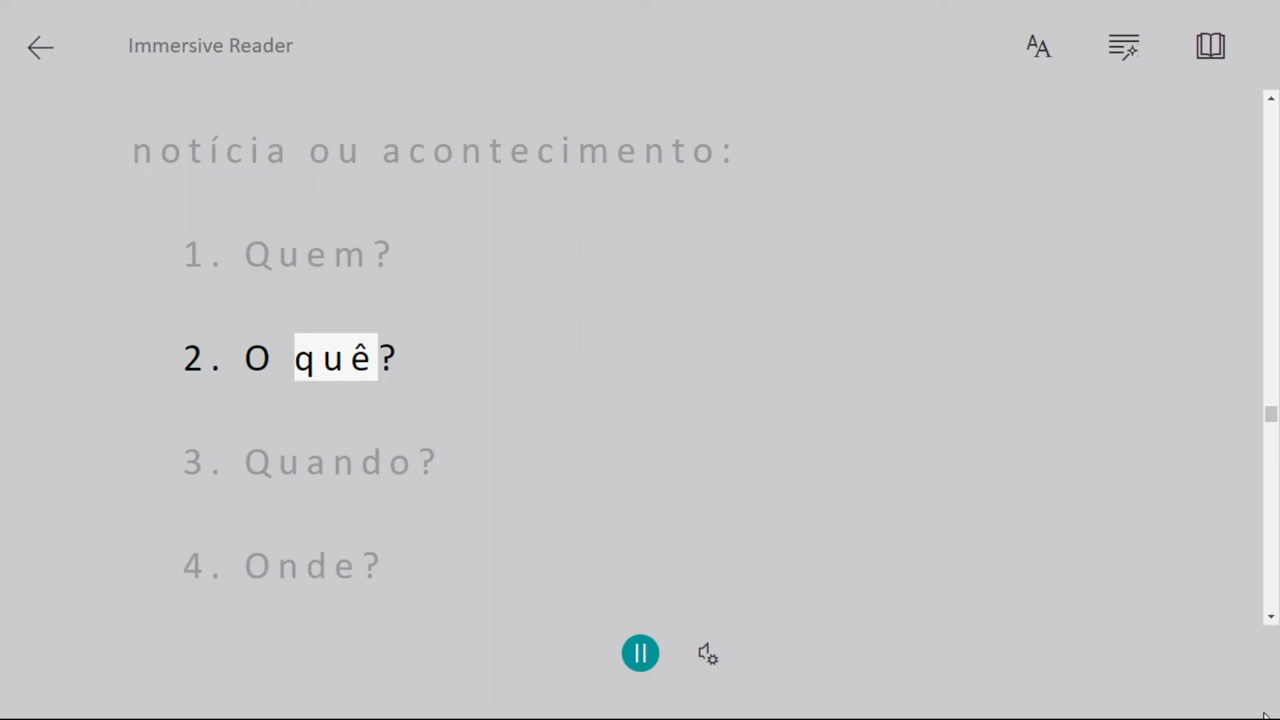 Immersive Reader
notícia ou acontecimento:
1. Quem?
2. O quê?
3. Quando?
4. Onde?